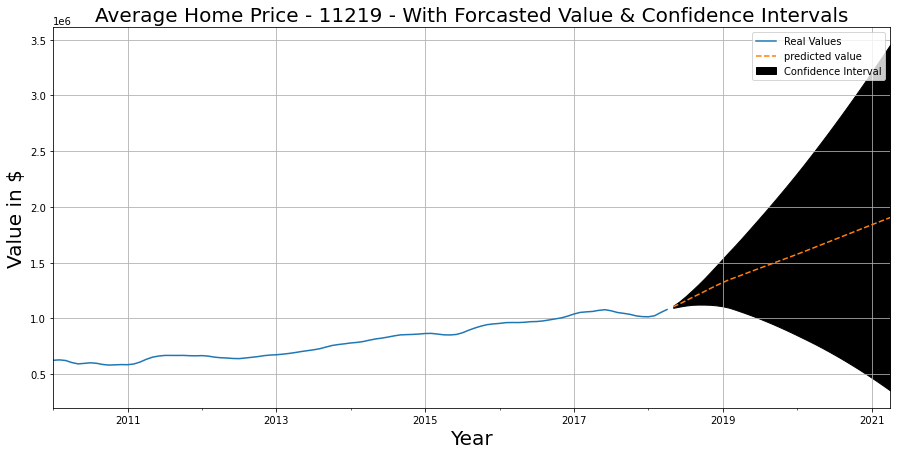 Average Home Price - 11219 - With Forcasted Value & Confidence Intervals
1e6
Real Values
predicted value
Confidence Interval
3.5
3.0
2.5
2.0
1.5
1.0
0.5
Value in $
2011
2013
2015
2017
2019
2021
Year